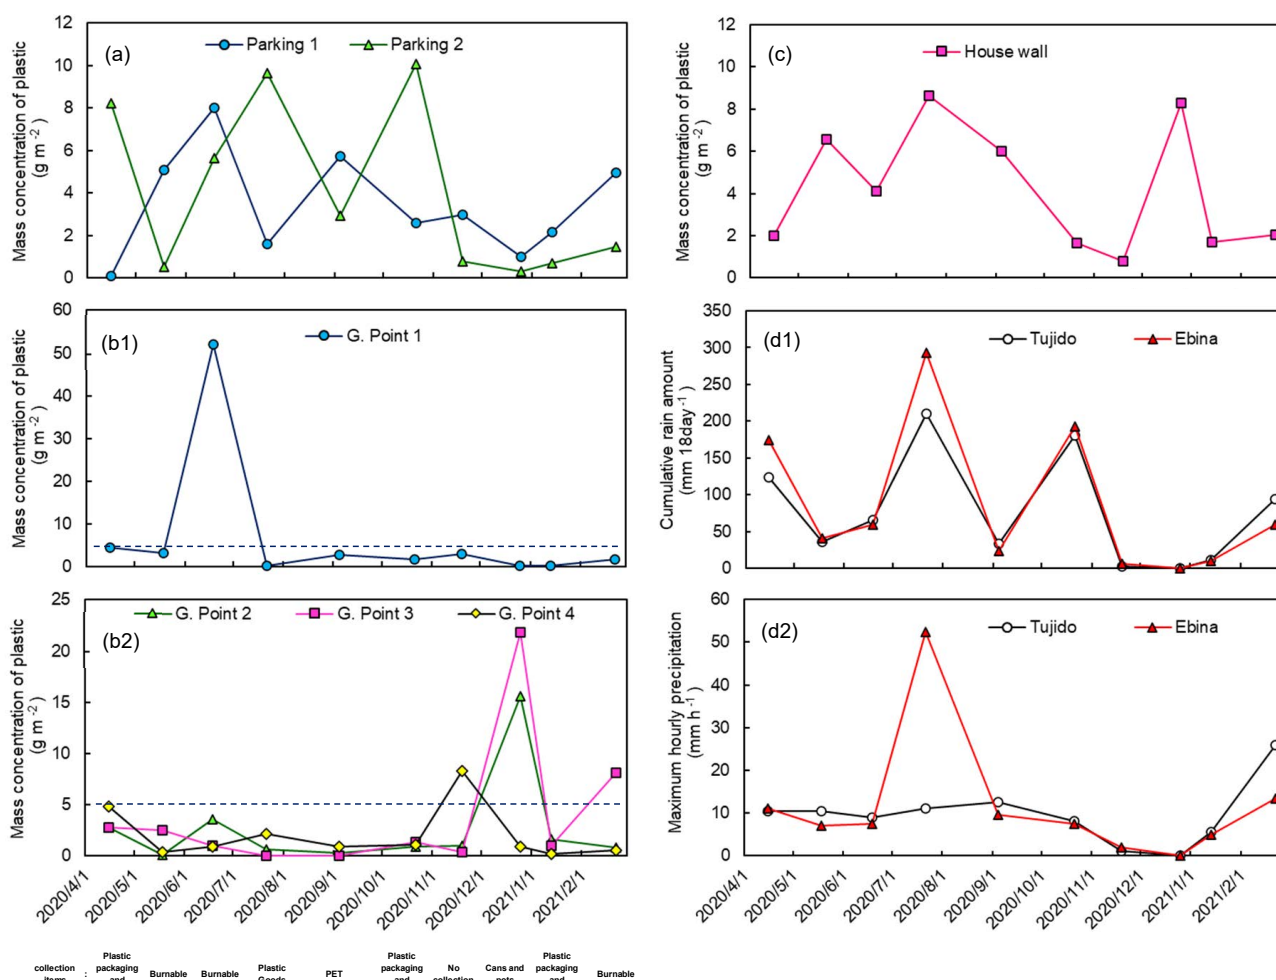 (a)
Parking 1
Parking 2
Mass concentration of plastic
(g m -2)
12
10
8
6
4
2
0
(c)
House wall
Mass concentration of plastic
(g m -2)
12
10
8
6
4
2
0
(b1)
G. Point 1
Mass concentration of plastic
(g m -2)
60
50
40
30
20
10
0
(d1)
Tujido
Ebina
Cumulative rain amount
(mm 18day -1)
350
300
250
200
150
100
50
0
(b2)
G. Point 2
G. Point 3
G. Point 4
Mass concentration of plastic
(g m -2)
25
20
15
10
5
0
2020/4/1
2020/5/1
2020/6/1
2020/7/1
2020/8/1
2020/9/1
2020/10/1
2020/11/1
2020/12/1
2021/1/1
2021/2/1
(d2)
Tujido
Ebina
Maximum hourly precipitation
(mm h -1)
60
50
40
30
20
10
0
2020/4/1
2020/5/1
2020/6/1
2020/7/1
2020/8/1
2020/9/1
2020/10/1
2020/11/1
2020/12/1
2021/1/1
2021/2/1
collection
items
:
Plastic
packaging
and
Burnable
Burnable
Plastic
Goods
PET
Plastic
packaging
and
No
collection
Cans and
pots
Plastic
packaging
and
Burnable